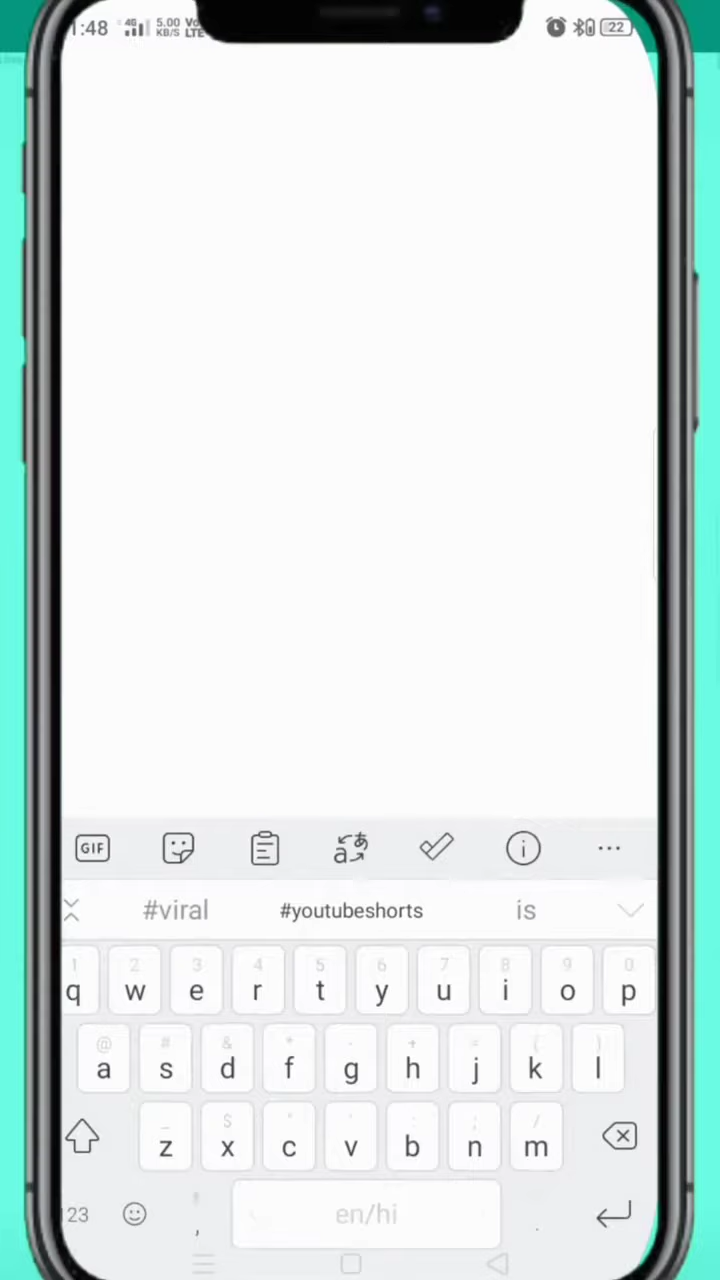 1:48 4G 5.00 KB/S Vo LTE 22
GIF
#viral #youtubeshorts is
1 2 3 4 5 6 7 8 9 0
q w e r t y u i o p
@ # & * - + = ( )
a s d f g h j k l
_ $ " ' : ; /
z x c v b n m
123 , en/hi .